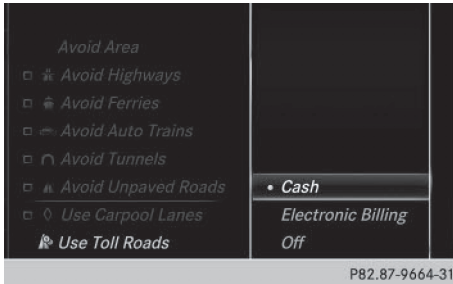 Avoid Area
Avoid Highways
Avoid Ferries
Avoid Auto Trains
Avoid Tunnels
Avoid Unpaved Roads
Use Carpool Lanes
Use Toll Roads
Cash
Electronic Billing
Off
P82.87-9664-31